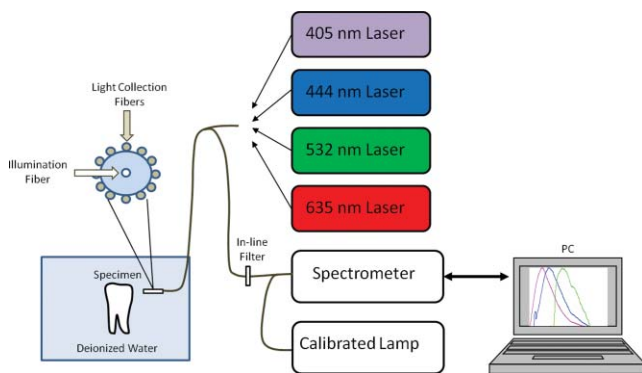 405 nm Laser
444 nm Laser
532 nm Laser
635 nm Laser
Light Collection
Fibers
Illumination
Fiber
In-line
Filter
Specimen
Deionized Water
Spectrometer
Calibrated Lamp
PC